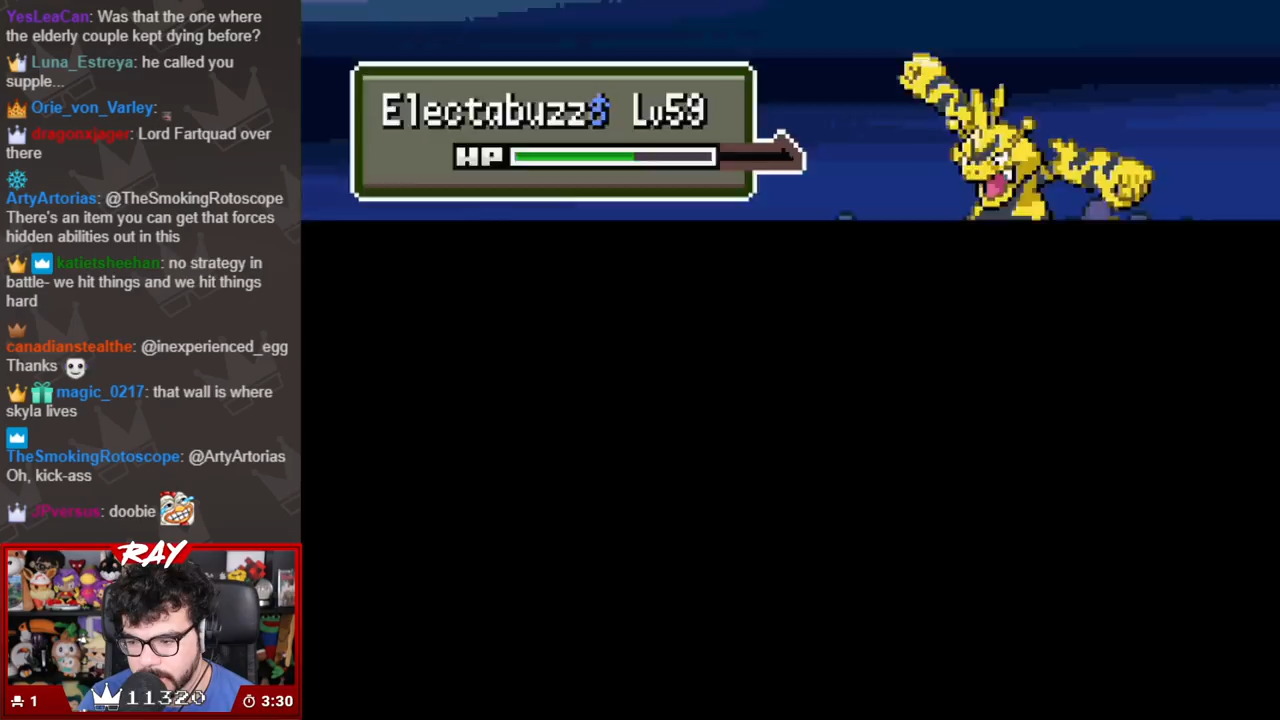 YesLeaCan: Was that the one where
the elderly couple kept dying before?
Luna_Estreya: he called you
supple...
Orie_von_Varley:
dragonxjager: Lord Fartquad over
there
ArtyArtorias: @TheSmokingRotoscope
There's an item you can get that forces
hidden abilities out in this
katietsheehan: no strategy in
battle- we hit things and we hit things
hard
canadianstealthe: @inexperienced_egg
Thanks
magic_0217: that wall is where
skyla lives
TheSmokingRotoscope: @ArtyArtorias
Oh, kick-ass
JPversus: doobie
RAY
1
11320
3:30
Electabuzz♂ Lv59
HP